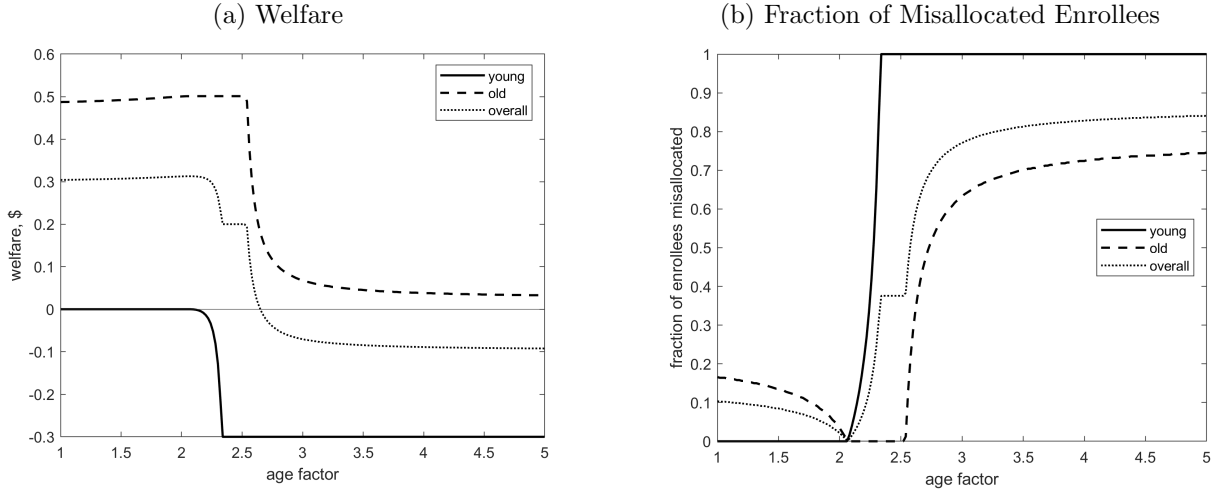 (a) Welfare
0.6
0.5
0.4
0.3
0.2
0.1
0
-0.1
-0.2
-0.3
welfare, $
1 1.5 2 2.5 3 3.5 4 4.5 5
age factor
young
old
overall
(b) Fraction of Misallocated Enrollees
1
0.9
0.8
0.7
0.6
0.5
0.4
0.3
0.2
0.1
0
fraction of enrollees misallocated
1 1.5 2 2.5 3 3.5 4 4.5 5
age factor
young
old
overall